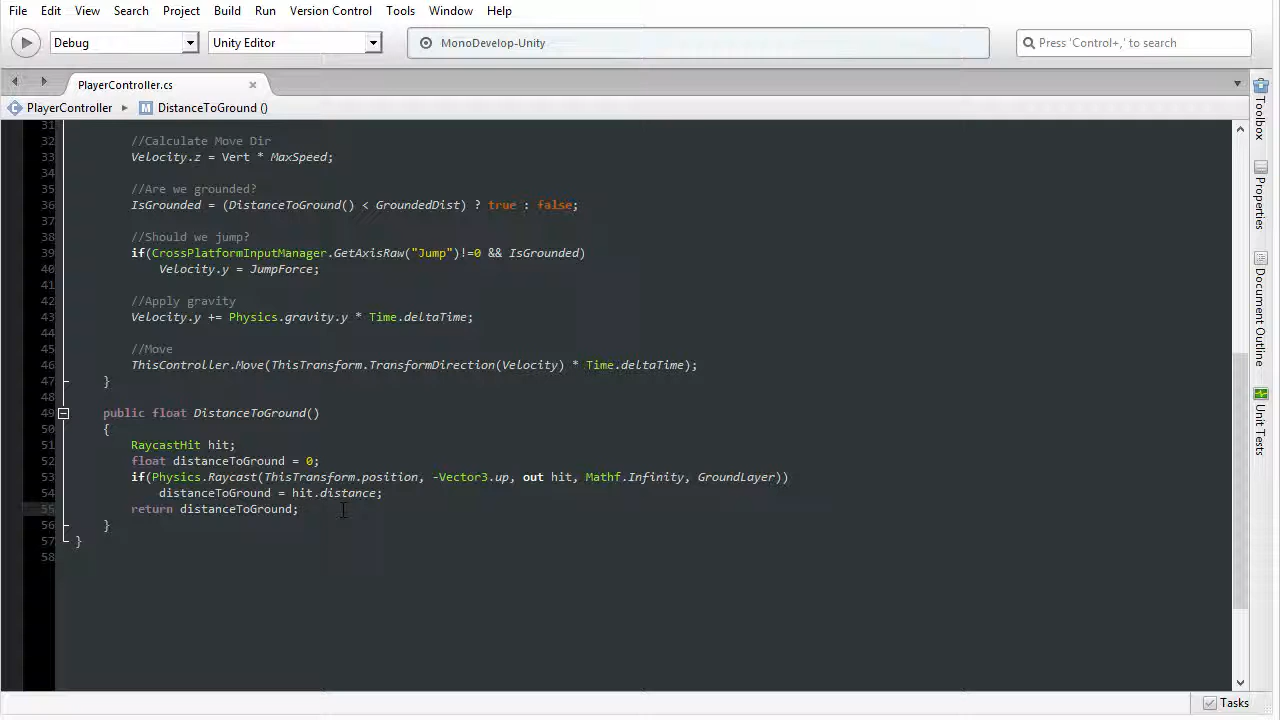 File Edit View Search Project Build Run Version Control Tools Window Help
Debug Unity Editor MonoDevelop-Unity Press 'Control+,' to search
PlayerController.cs
PlayerController DistanceToGround ()
31
32 //Calculate Move Dir
33 Velocity.z = Vert * MaxSpeed;
34
35 //Are we grounded?
36 IsGrounded = (DistanceToGround() < GroundedDist) ? true : false;
37
38 //Should we jump?
39 if(CrossPlatformInputManager.GetAxisRaw("Jump")!=0 && IsGrounded)
40 Velocity.y = JumpForce;
41
42 //Apply gravity
43 Velocity.y += Physics.gravity.y * Time.deltaTime;
44
45 //Move
46 ThisController.Move(ThisTransform.TransformDirection(Velocity) * Time.deltaTime);
47 }
48
49 public float DistanceToGround()
50 {
51 RaycastHit hit;
52 float distanceToGround = 0;
53 if(Physics.Raycast(ThisTransform.position, -Vector3.up, out hit, Mathf.Infinity, GroundLayer))
54 distanceToGround = hit.distance;
55 return distanceToGround;
56 }
57 }
58
Toolbox
Properties
Document Outline
Unit Tests
Tasks